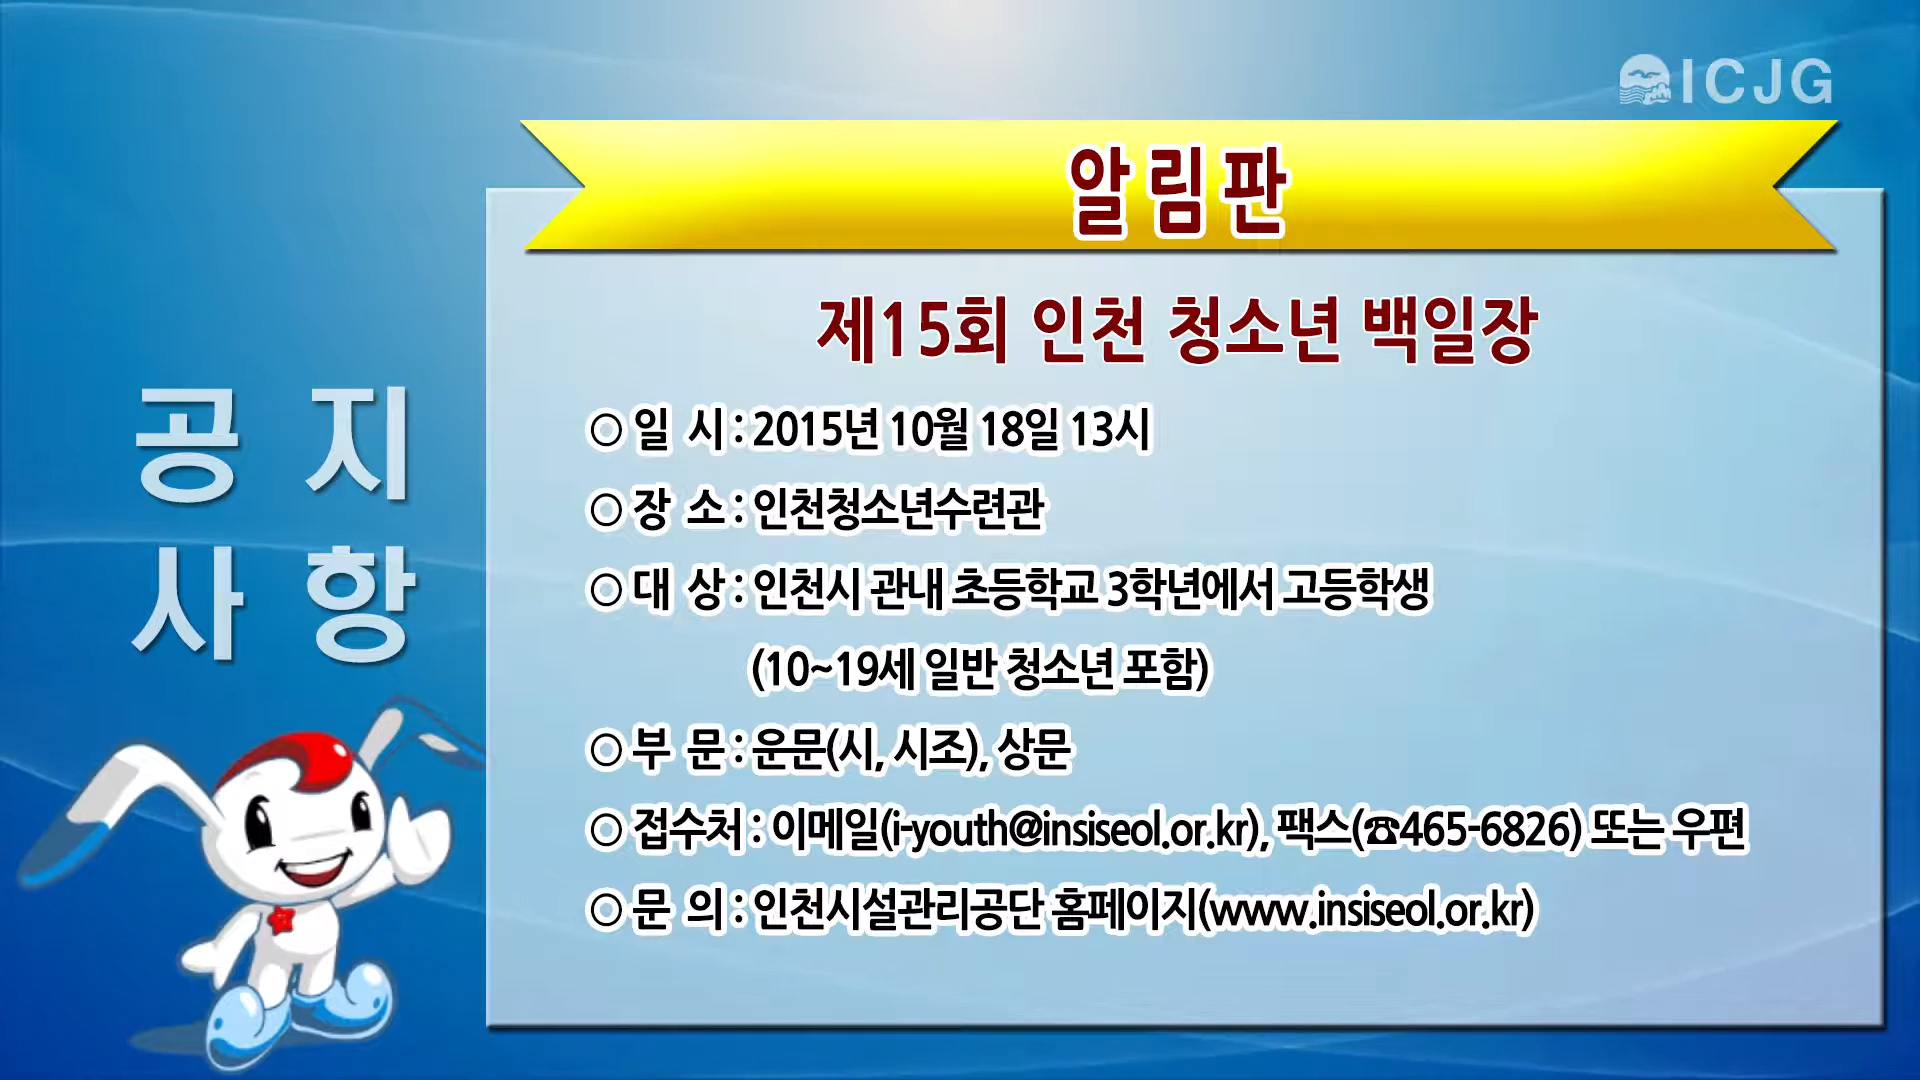 ICJG
알림판
제15회 인천 청소년 백일장
공 지
사 항
○ 일 시 : 2015년 10월 18일 13시
○ 장 소 : 인천청소년수련관
○ 대 상 : 인천시 관내 초등학교 3학년에서 고등학생
(10~19세 일반 청소년 포함)
○ 부 문 : 운문(시, 시조), 상문
○ 접수처 : 이메일(i-youth@insiseol.or.kr), 팩스(☎465-6826) 또는 우편
○ 문 의 : 인천시설관리공단 홈페이지(www.insiseol.or.kr)